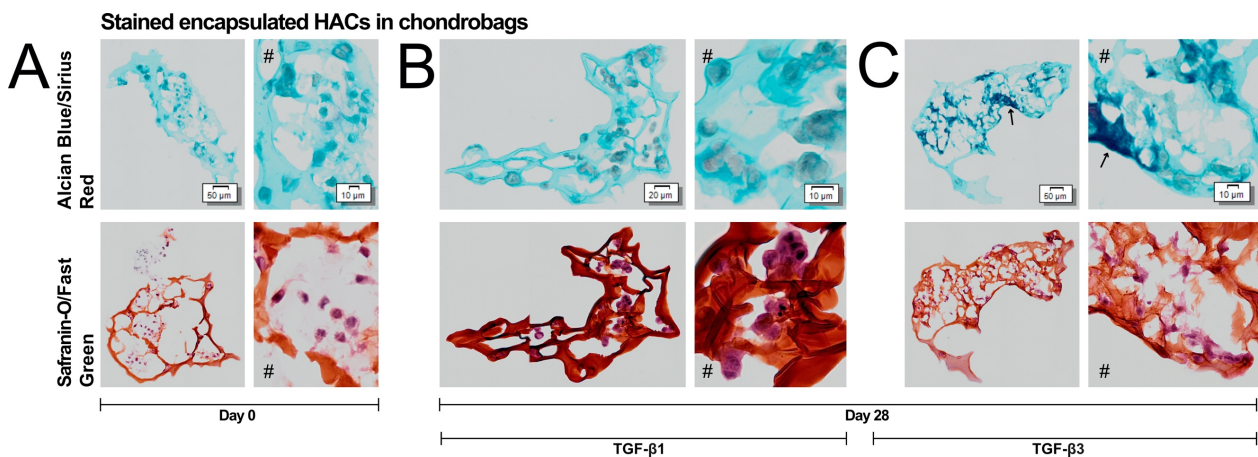 Stained encapsulated HACs in chondrobags
A
B
C
Alcian Blue/Sirius
Red
#
#
#
50 µm
10 µm
20 µm
10 µm
50 µm
10 µm
Safranin-O/Fast
Green
#
#
#
Day 0
Day 28
TGF-β1
TGF-β3